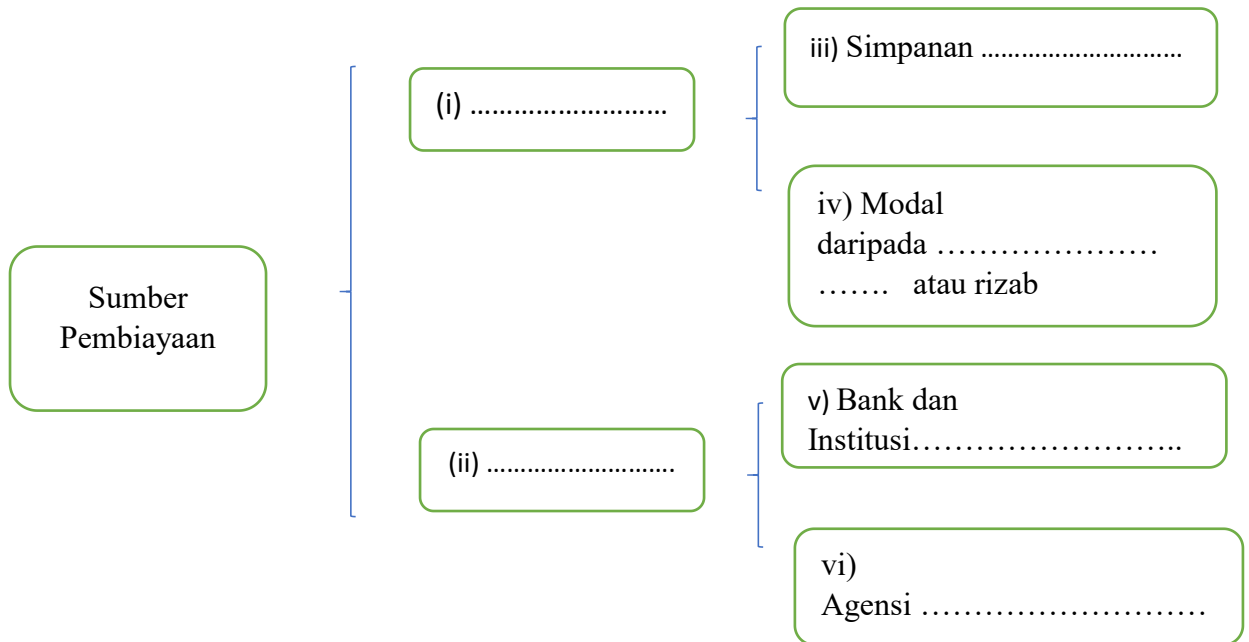 Sumber
Pembiayaan
(i) ............................
(ii) ............................
iii) Simpanan ................................
iv) Modal
daripada …………………
……. atau rizab
v) Bank dan
Institusi……………………..
vi)
Agensi ………………………